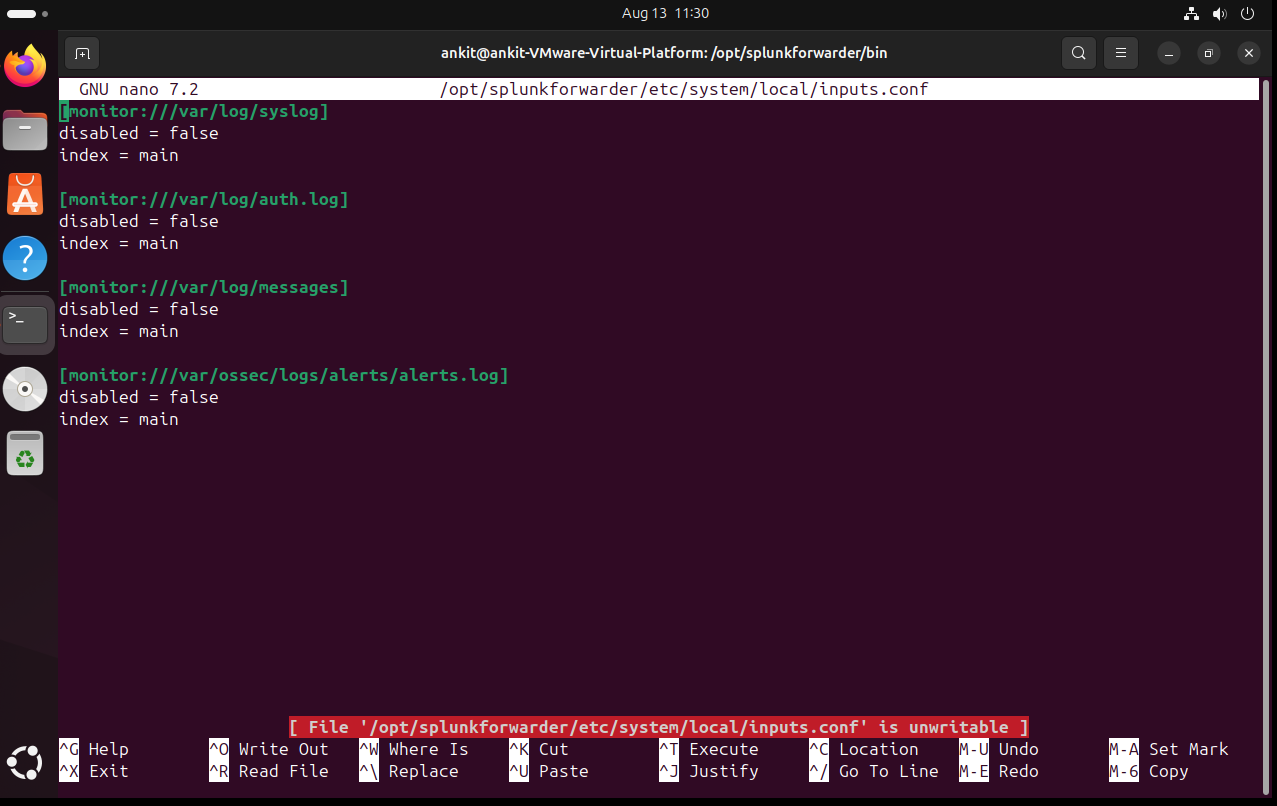 Aug 13 11:30
ankit@ankit-VMware-Virtual-Platform: /opt/splunkforwarder/bin
GNU nano 7.2 /opt/splunkforwarder/etc/system/local/inputs.conf
[monitor:///var/log/syslog]
disabled = false
index = main
[monitor:///var/log/auth.log]
disabled = false
index = main
[monitor:///var/log/messages]
disabled = false
index = main
[monitor:///var/ossec/logs/alerts/alerts.log]
disabled = false
index = main
[ File '/opt/splunkforwarder/etc/system/local/inputs.conf' is unwritable ]
^G Help ^O Write Out ^W Where Is ^K Cut ^T Execute ^C Location M-U Undo M-A Set Mark
^X Exit ^R Read File ^\ Replace ^U Paste ^J Justify ^/ Go To Line M-E Redo M-6 Copy